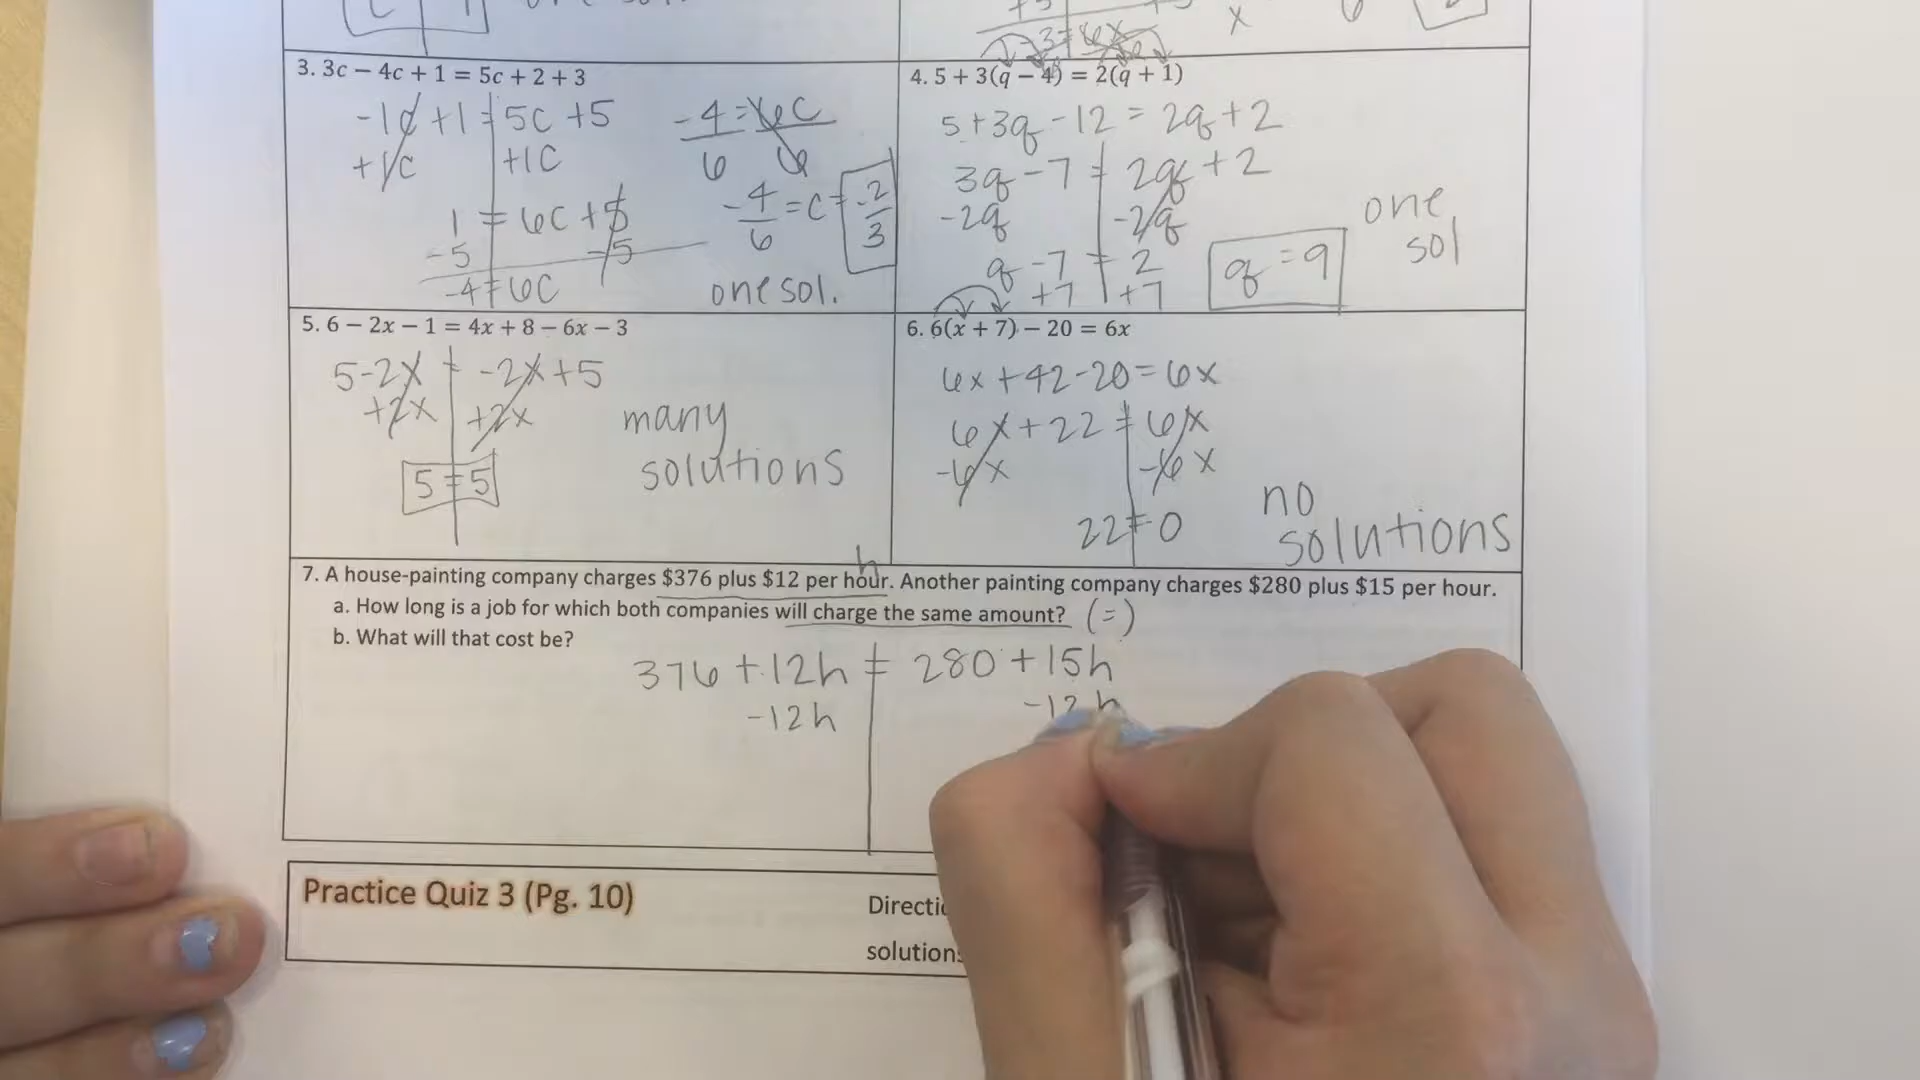 one sol.
+5
-3 = 6x
x
3. 3c − 4c + 1 = 5c + 2 + 3
-1c +1 = 5c +5
+1c +1c
1 = 6c +5
-5 -5
-4 = 6c
-4 = 6c
6 6
-4/6 = c = -2/3
one sol.
4. 5 + 3(q − 4) = 2(q + 1)
5 + 3q - 12 = 2q + 2
3q - 7 = 2q + 2
-2q -2q
q - 7 = 2
+7 +7
q = 9
one
sol
5. 6 − 2x − 1 = 4x + 8 − 6x − 3
5 - 2x = -2x + 5
+2x +2x
5 = 5
many
solutions
6. 6(x + 7) − 20 = 6x
6x + 42 - 20 = 6x
6x + 22 = 6x
-6x -6x
22 = 0
no
solutions
h
7. A house-painting company charges $376 plus $12 per hour. Another painting company charges $280 plus $15 per hour.
a. How long is a job for which both companies will charge the same amount? (=)
b. What will that cost be?
376 + 12h = 280 + 15h
-12h -12h
Practice Quiz 3 (Pg. 10)